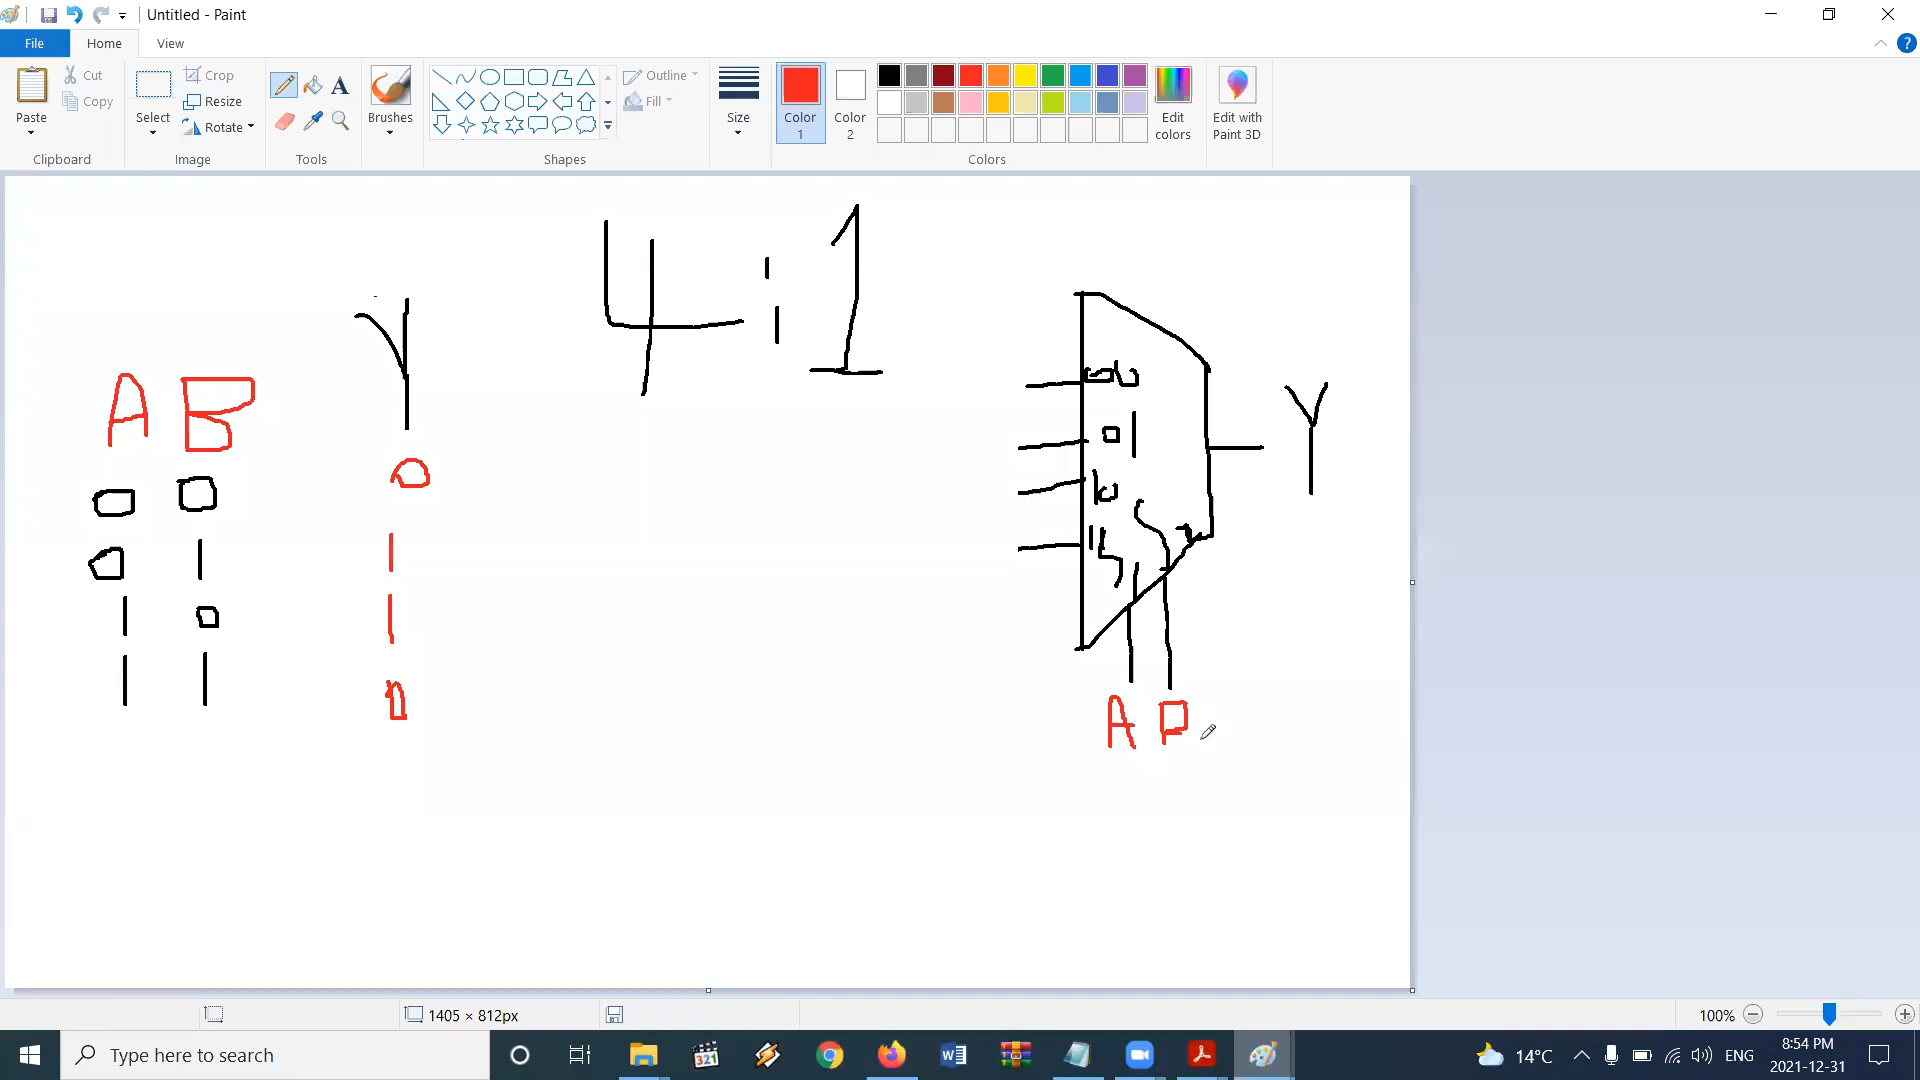 Untitled - Paint
File Home View
Paste
Cut
Copy
Clipboard
Select
Crop
Resize
Rotate
Image
Tools
Brushes
Shapes
Outline
Fill
Size
Color 1
Color 2
Colors
Edit colors
Edit with Paint 3D
4:1
Y
A B
0 0 0
0 1 1
1 0 1
1 1 0
00
01
10
11
Y
A
1405 × 812px
100%
Type here to search
321
14°C
ENG
8:54 PM
2021-12-31